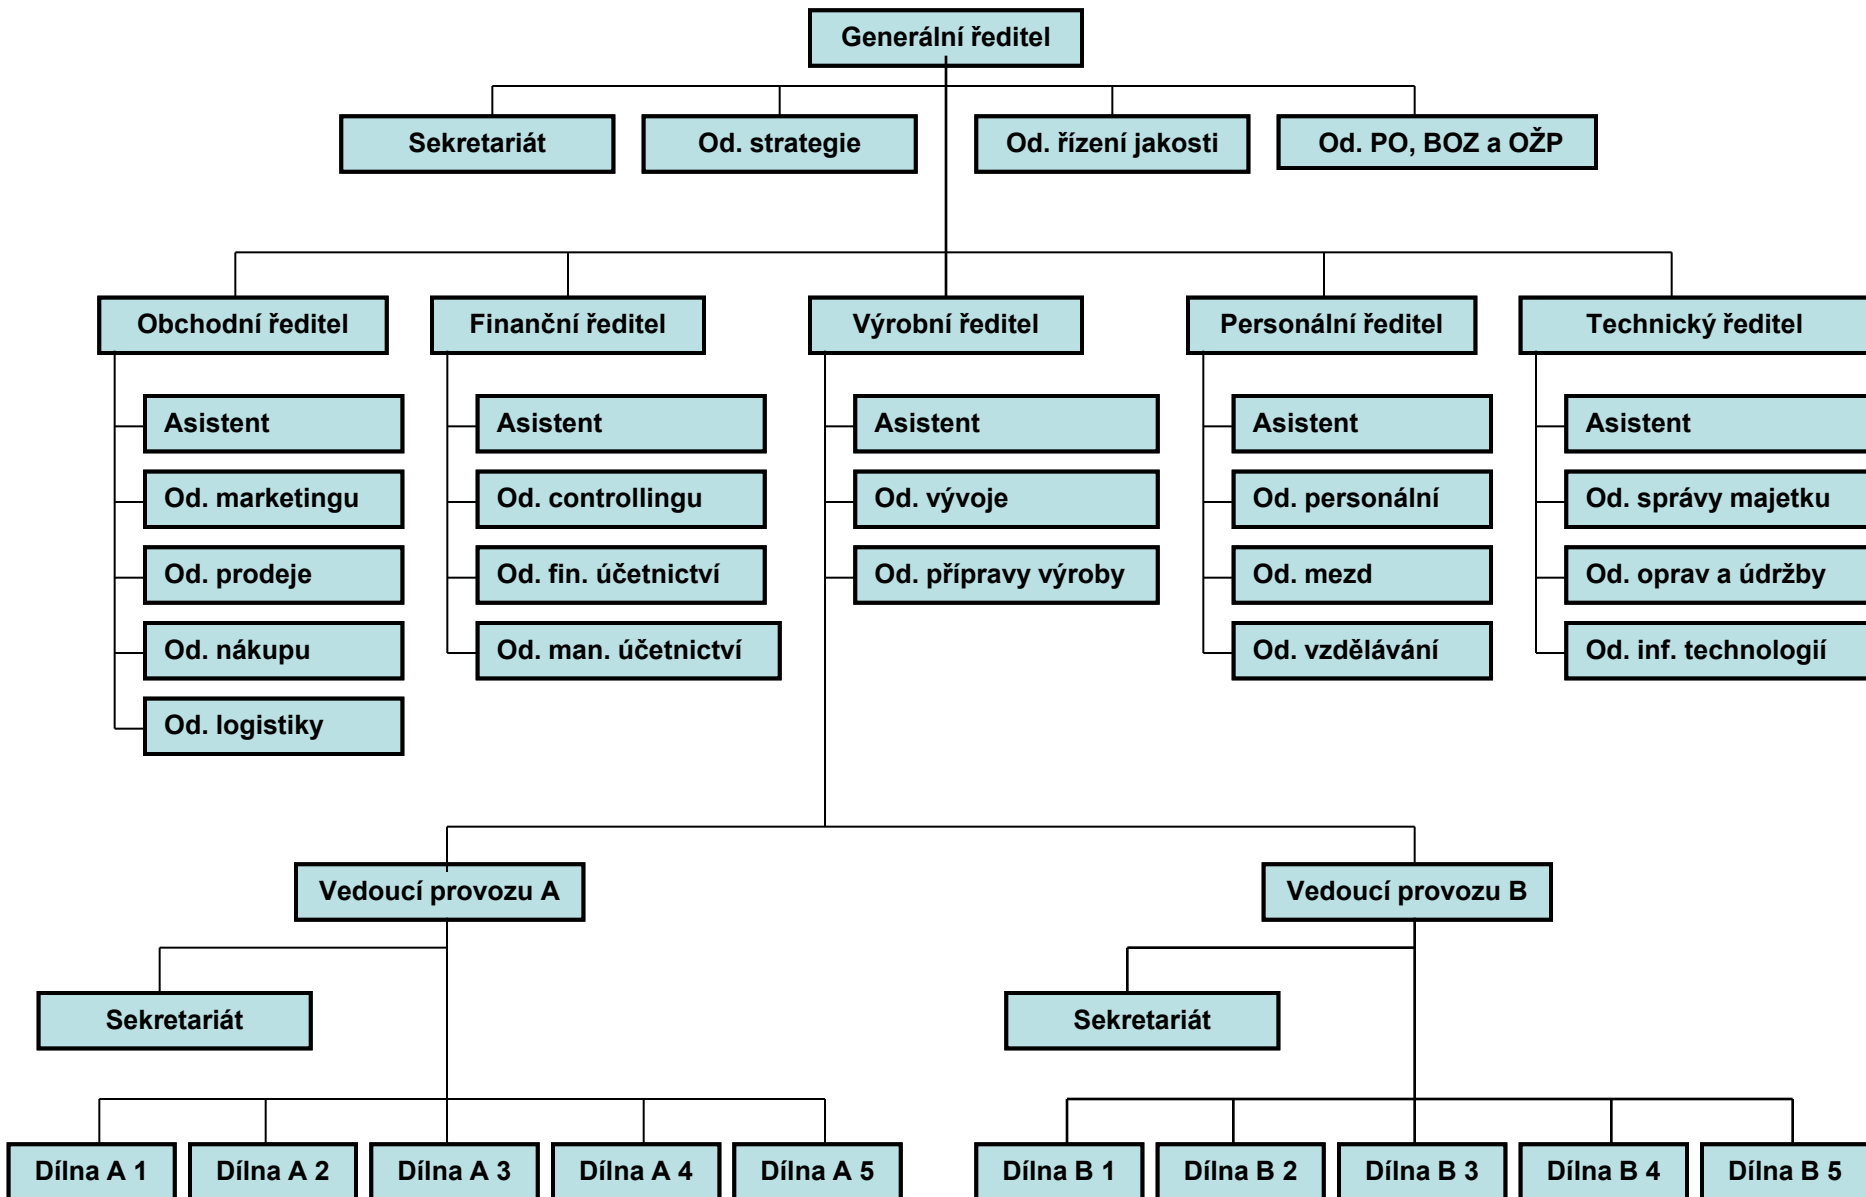 Generální ředitel
Sekretariát
Od. strategie
Od. řízení jakosti
Od. PO, BOZ a OŽP
Obchodní ředitel
Finanční ředitel
Výrobní ředitel
Personální ředitel
Technický ředitel
Asistent
Od. marketingu
Od. prodeje
Od. nákupu
Od. logistiky
Asistent
Od. controllingu
Od. fin. účetnictví
Od. man. účetnictví
Asistent
Od. vývoje
Od. přípravy výroby
Asistent
Od. personální
Od. mezd
Od. vzdělávání
Asistent
Od. správy majetku
Od. oprav a údržby
Od. inf. technologií
Vedoucí provozu A
Vedoucí provozu B
Sekretariát
Sekretariát
Dílna A 1
Dílna A 2
Dílna A 3
Dílna A 4
Dílna A 5
Dílna B 1
Dílna B 2
Dílna B 3
Dílna B 4
Dílna B 5